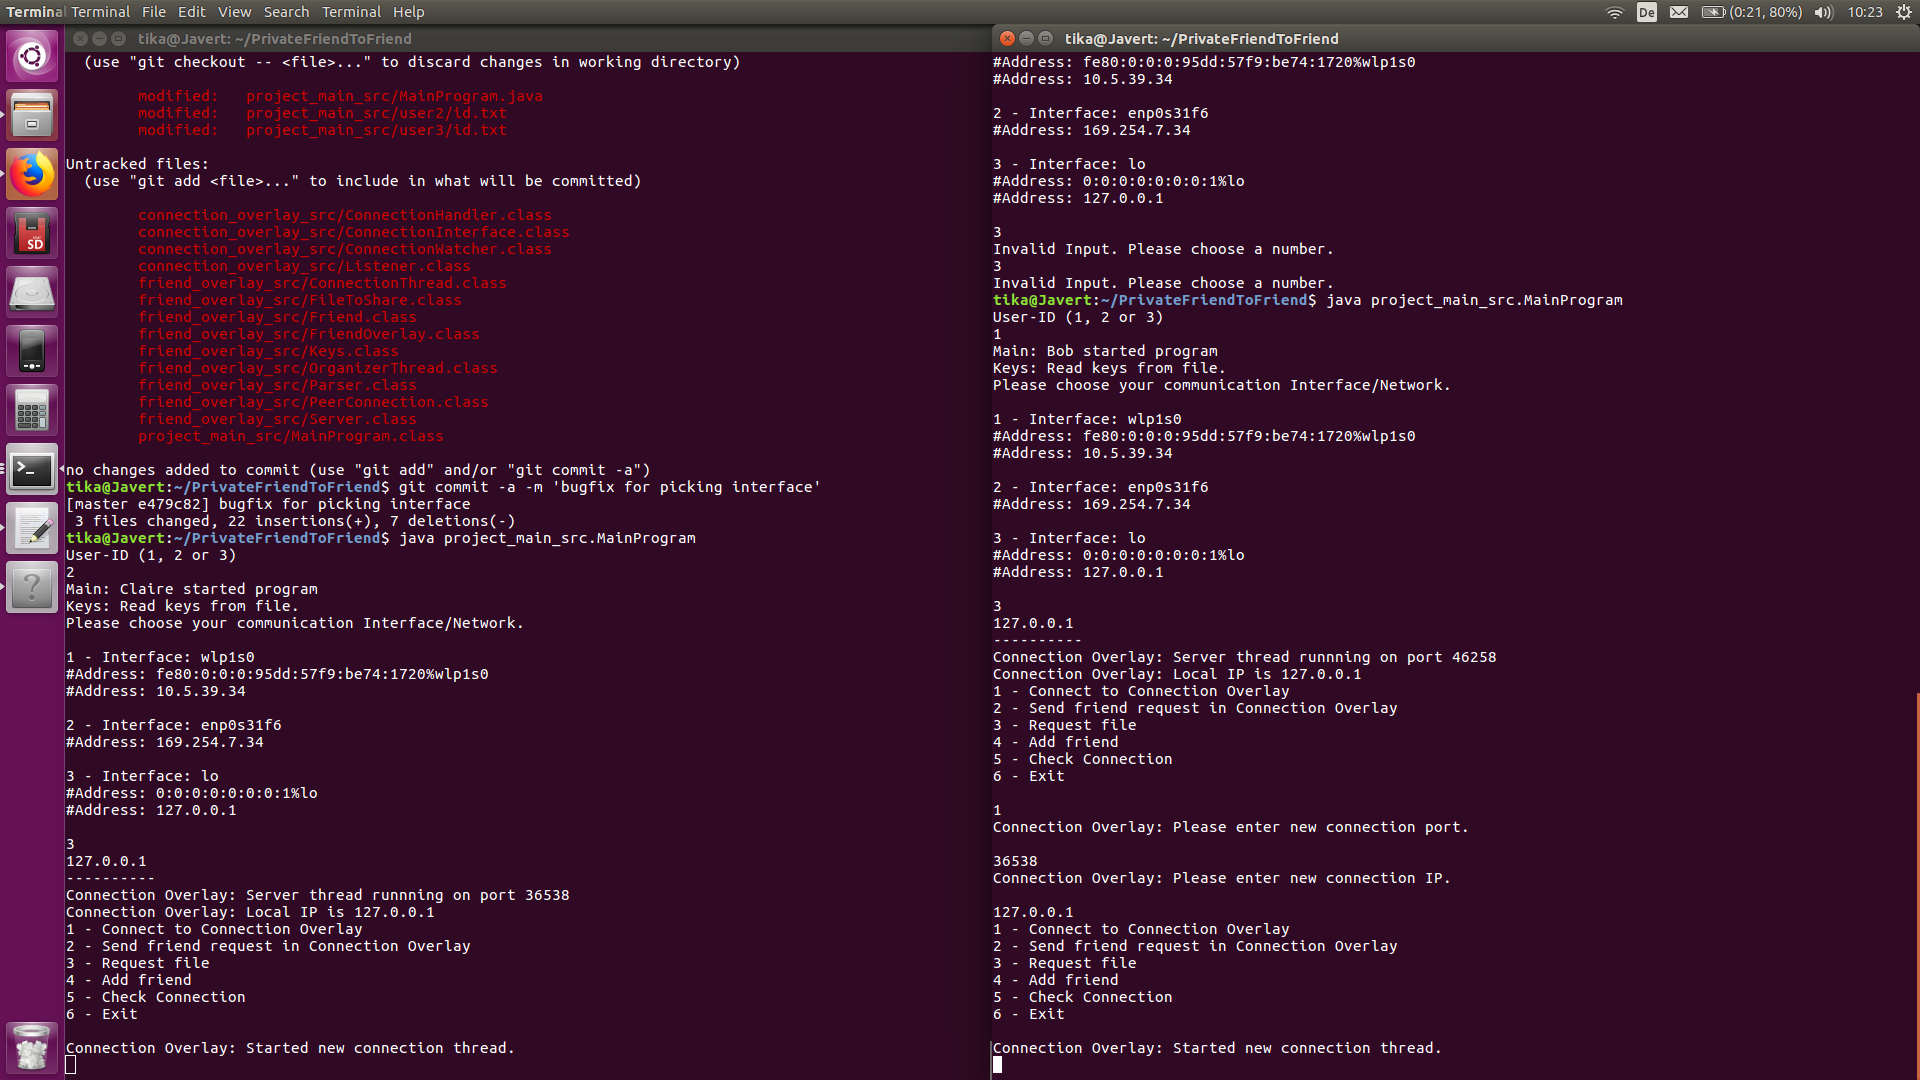 Terminal Terminal File Edit View Search Terminal Help
De (0:21, 80%) 10:23
tika@Javert: ~/PrivateFriendToFriend
  (use "git checkout -- <file>..." to discard changes in working directory)
        modified:   project_main_src/MainProgram.java
        modified:   project_main_src/user2/id.txt
        modified:   project_main_src/user3/id.txt
Untracked files:
  (use "git add <file>..." to include in what will be committed)
        connection_overlay_src/ConnectionHandler.class
        connection_overlay_src/ConnectionInterface.class
        connection_overlay_src/ConnectionWatcher.class
        connection_overlay_src/Listener.class
        friend_overlay_src/ConnectionThread.class
        friend_overlay_src/FileToShare.class
        friend_overlay_src/Friend.class
        friend_overlay_src/FriendOverlay.class
        friend_overlay_src/Keys.class
        friend_overlay_src/OrganizerThread.class
        friend_overlay_src/Parser.class
        friend_overlay_src/PeerConnection.class
        friend_overlay_src/Server.class
        project_main_src/MainProgram.class
no changes added to commit (use "git add" and/or "git commit -a")
tika@Javert:~/PrivateFriendToFriend$ git commit -a -m 'bugfix for picking interface'
[master e479c82] bugfix for picking interface
 3 files changed, 22 insertions(+), 7 deletions(-)
tika@Javert:~/PrivateFriendToFriend$ java project_main_src.MainProgram
User-ID (1, 2 or 3)
2
Main: Claire started program
Keys: Read keys from file.
Please choose your communication Interface/Network.
1 - Interface: wlp1s0
#Address: fe80:0:0:0:95dd:57f9:be74:1720%wlp1s0
#Address: 10.5.39.34
2 - Interface: enp0s31f6
#Address: 169.254.7.34
3 - Interface: lo
#Address: 0:0:0:0:0:0:0:1%lo
#Address: 127.0.0.1
3
127.0.0.1
----------
Connection Overlay: Server thread runnning on port 36538
Connection Overlay: Local IP is 127.0.0.1
1 - Connect to Connection Overlay
2 - Send friend request in Connection Overlay
3 - Request file
4 - Add friend
5 - Check Connection
6 - Exit
Connection Overlay: Started new connection thread.
tika@Javert: ~/PrivateFriendToFriend
#Address: fe80:0:0:0:95dd:57f9:be74:1720%wlp1s0
#Address: 10.5.39.34
2 - Interface: enp0s31f6
#Address: 169.254.7.34
3 - Interface: lo
#Address: 0:0:0:0:0:0:0:1%lo
#Address: 127.0.0.1
3
Invalid Input. Please choose a number.
3
Invalid Input. Please choose a number.
tika@Javert:~/PrivateFriendToFriend$ java project_main_src.MainProgram
User-ID (1, 2 or 3)
1
Main: Bob started program
Keys: Read keys from file.
Please choose your communication Interface/Network.
1 - Interface: wlp1s0
#Address: fe80:0:0:0:95dd:57f9:be74:1720%wlp1s0
#Address: 10.5.39.34
2 - Interface: enp0s31f6
#Address: 169.254.7.34
3 - Interface: lo
#Address: 0:0:0:0:0:0:0:1%lo
#Address: 127.0.0.1
3
127.0.0.1
----------
Connection Overlay: Server thread runnning on port 46258
Connection Overlay: Local IP is 127.0.0.1
1 - Connect to Connection Overlay
2 - Send friend request in Connection Overlay
3 - Request file
4 - Add friend
5 - Check Connection
6 - Exit
1
Connection Overlay: Please enter new connection port.
36538
Connection Overlay: Please enter new connection IP.
127.0.0.1
1 - Connect to Connection Overlay
2 - Send friend request in Connection Overlay
3 - Request file
4 - Add friend
5 - Check Connection
6 - Exit
Connection Overlay: Started new connection thread.
SD
>_
?